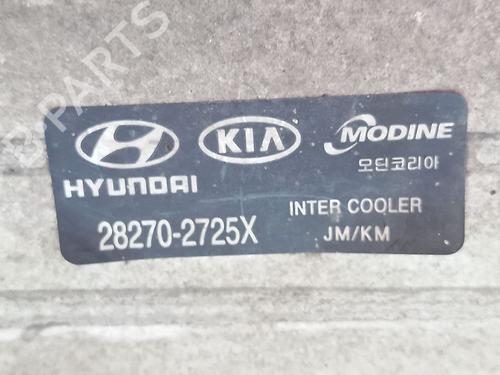 B PARTS
HYUNDAI
KIA
MODINE
모딘코리아
28270-2725X
INTER COOLER
JM/KM